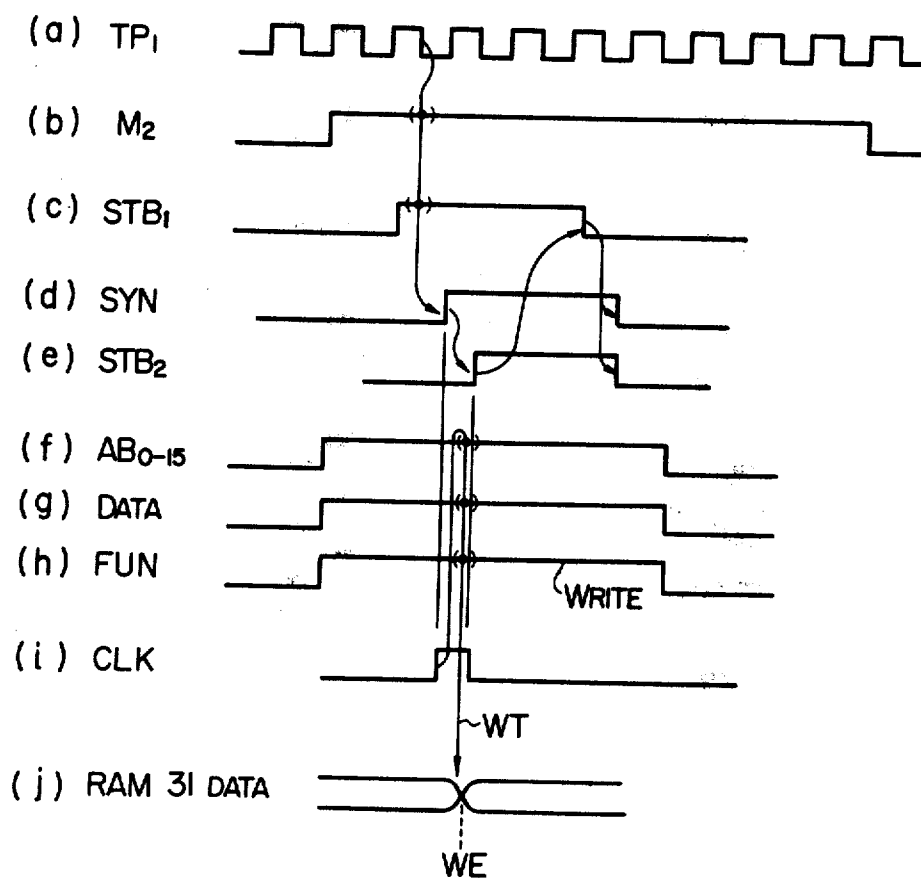 (a) TP1
(b) M2
(c) STB1
(d) SYN
(e) STB2
(f) AB0-15
(g) DATA
(h) FUN
WRITE
(i) CLK
WT
(j) RAM 31 DATA
WE